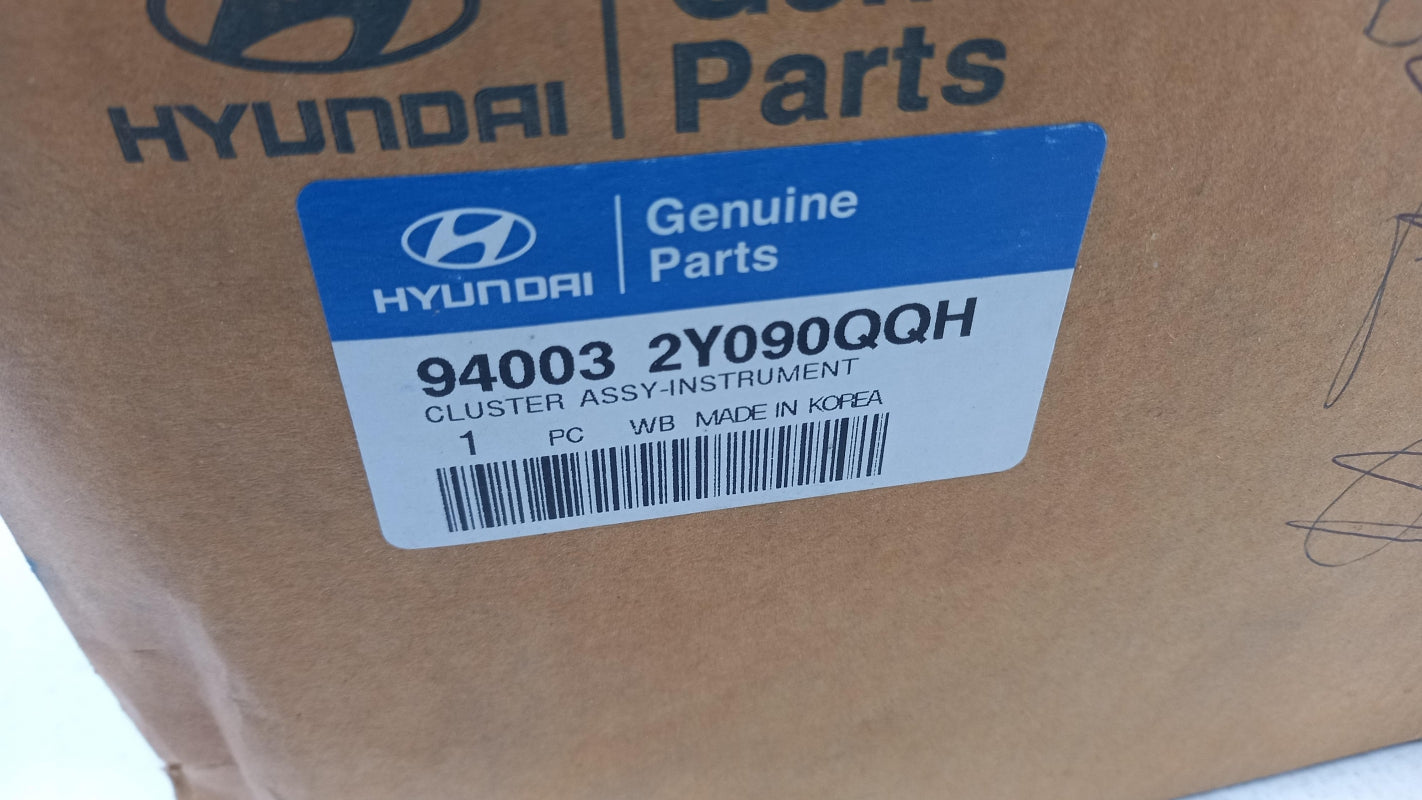 HYUNDAI
Parts
HYUNDAI
Genuine
Parts
94003 2Y090QQH
CLUSTER ASSY-INSTRUMENT
1 PC WB MADE IN KOREA